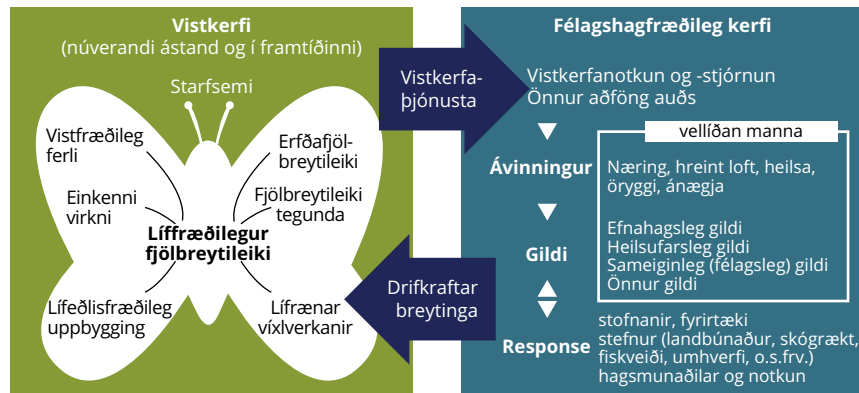 Vistkerfi
(núverandi ástand og í framtíðinni)
Starfsemi
Vistfræðileg
ferli
Erfðafjöl-
breytileiki
Einkenni
virkni
Fjölbreytileiki
tegunda
Líffræðilegur
fjölbreytileiki
Lífeðlisfræðileg
uppbygging
Lífrænar
víxlverkanir
Vistkerfa-
þjónusta
Drifkraftar
breytinga
Félagshagfræðileg kerfi
Vistkerfanotkun og -stjórnun
Önnur aðföng auðs
vellíðan manna
Ávinningur
Næring, hreint loft, heilsa,
öryggi, ánægja
Gildi
Efnahagsleg gildi
Heilsufarsleg gildi
Sameiginleg (félagsleg) gildi
Önnur gildi
Response
stofnanir, fyrirtæki
stefnur (landbúnaður, skógrækt,
fiskveiði, umhverfi, o.s.frv.)
hagsmunaðilar og notkun